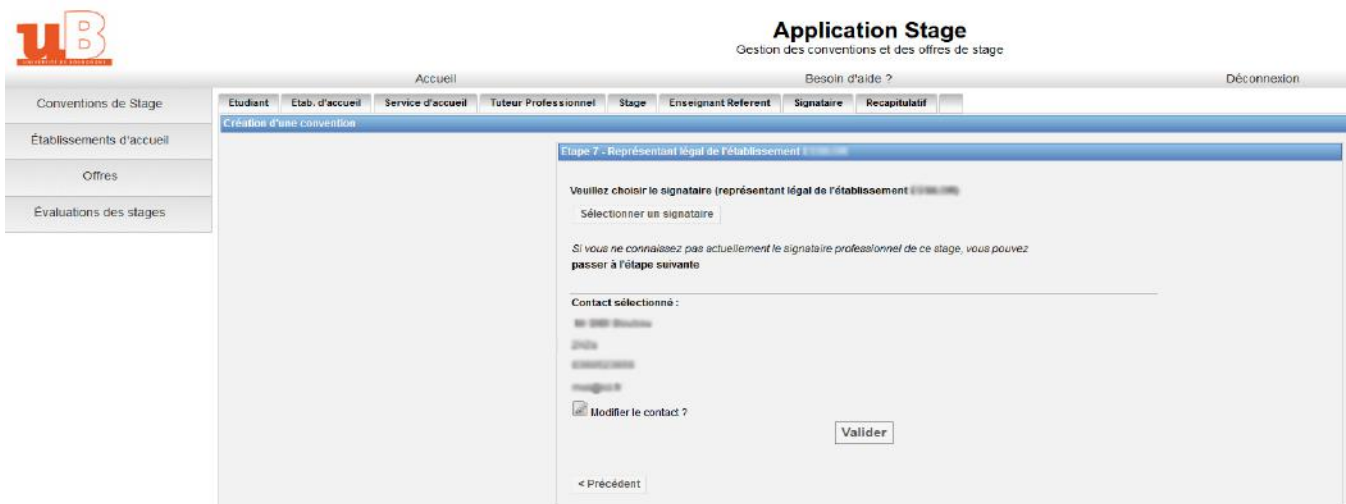 uB
UNIVERSITÉ DE BOURGOGNE
Application Stage
Gestion des conventions et des offres de stage
Accueil Besoin d'aide ? Déconnexion
Conventions de Stage
Établissements d'accueil
Offres
Évaluations des stages
Etudiant Etab. d'accueil Service d'accueil Tuteur Professionnel Stage Enseignant Referent Signataire Recapitulatif
Création d'une convention
Etape 7 - Représentant légal de l'établissement
Veuillez choisir le signataire (représentant légal de l'établissement
Sélectionner un signataire
Si vous ne connaissez pas actuellement le signataire professionnel de ce stage, vous pouvez
passer à l'étape suivante
Contact sélectionné :
Modifier le contact ?
Valider
< Précédent